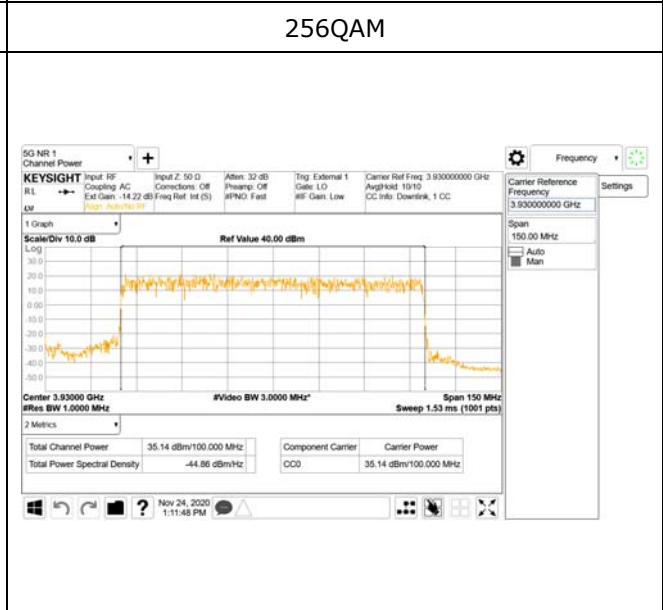 256QAM
5G NR 1
Channel Power
Frequency
KEYSIGHT
RL
Input: RF
Coupling: AC
Ext Gain: -14.22 dB
Align: Auto/No RF
Input Z: 50 Ω
Corrections: Off
Freq Ref: Int (S)
Atten: 32 dB
Preamp: Off
#PNO: Fast
Trig: External 1
Gate: LO
#IF Gain: Low
Carrier Ref Freq: 3.930000000 GHz
Avg|Hold: 10/10
CC Info: Downlink, 1 CC
Carrier Reference
Frequency
3.930000000 GHz
Settings
Span
150.00 MHz
Auto
Man
1 Graph
Scale/Div 10.0 dB
Ref Value 40.00 dBm
Log
30.0
20.0
10.0
0.00
-10.0
-20.0
-30.0
-40.0
-50.0
Center 3.93000 GHz
#Video BW 3.0000 MHz*
Span 150 MHz
#Res BW 1.0000 MHz
Sweep 1.53 ms (1001 pts)
2 Metrics
Total Channel Power 35.14 dBm/100.000 MHz
Total Power Spectral Density -44.86 dBm/Hz
Component Carrier Carrier Power
CC0 35.14 dBm/100.000 MHz
?
Nov 24, 2020
1:11:48 PM